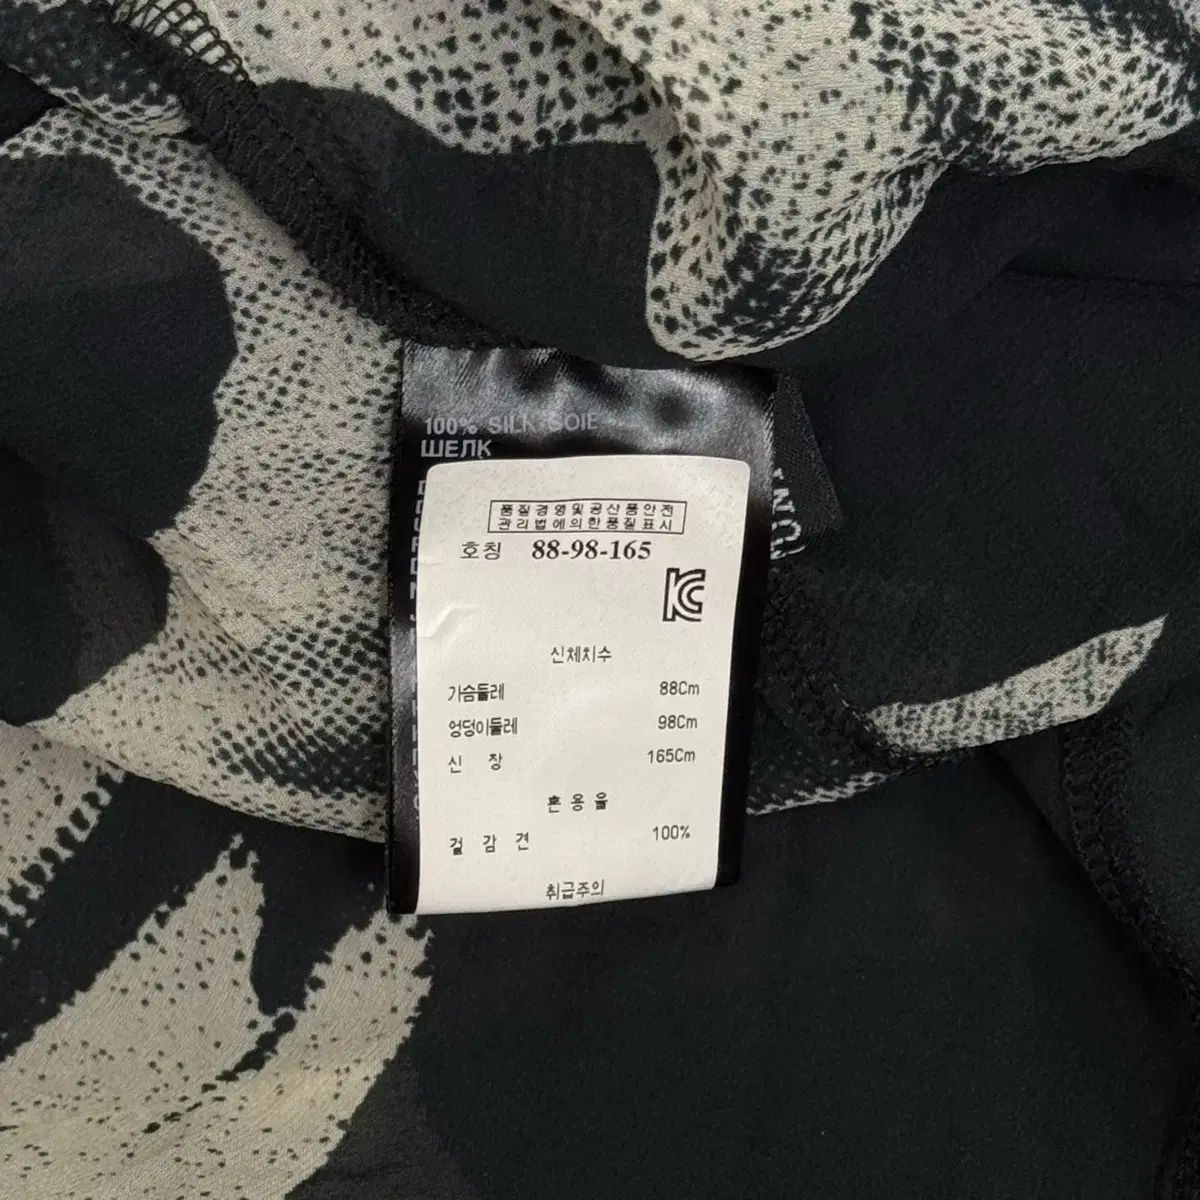 100% SILK SOIE
ШЕЛК
품질경영및공산품안전
관리법에의한품질표시
호칭 88-98-165
KC
신체치수
가슴둘레 88Cm
엉덩이둘레 98Cm
신 장 165Cm
혼 용 율
겉 감 견 100%
취급주의